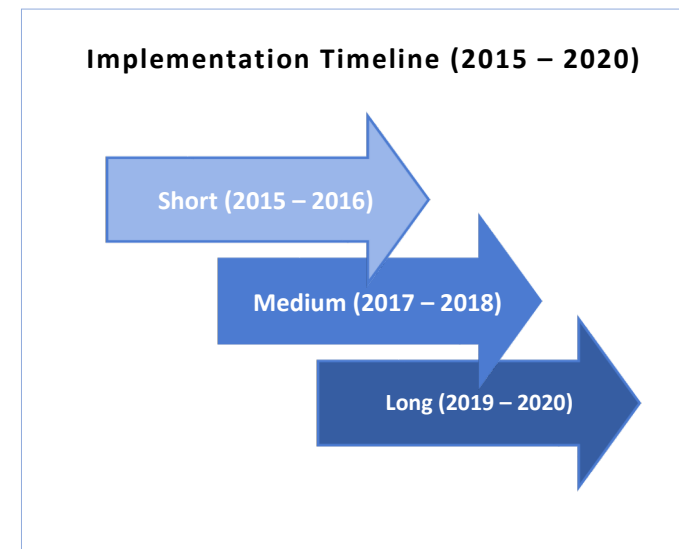 Implementation Timeline (2015 – 2020)
Short (2015 – 2016)
Medium (2017 – 2018)
Long (2019 – 2020)